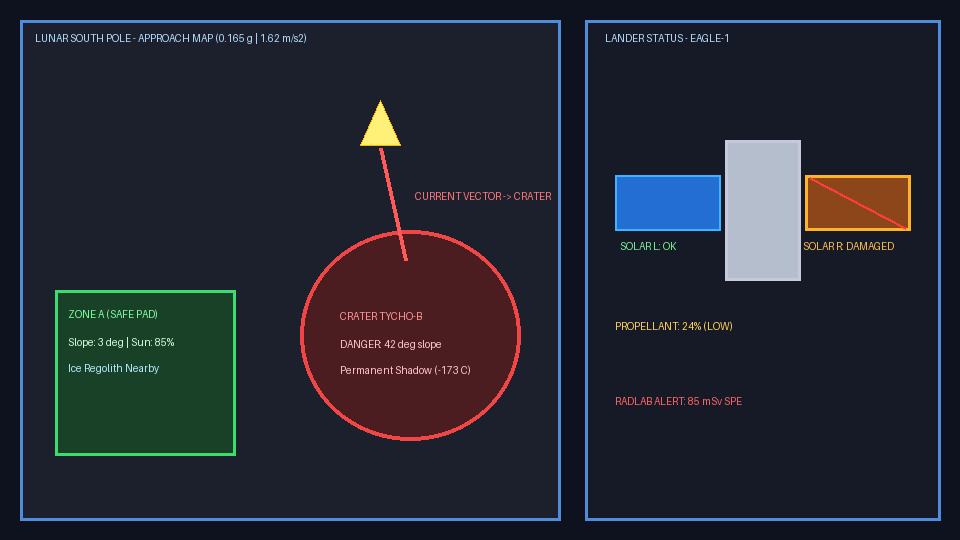 LUNAR SOUTH POLE - APPROACH MAP (0.165 g | 1.62 m/s2)
CURRENT VECTOR -> CRATER
ZONE A (SAFE PAD)
Slope: 3 deg | Sun: 85%
Ice Regolith Nearby
CRATER TYCHO-B
DANGER: 42 deg slope
Permanent Shadow (-173 C)
LANDER STATUS - EAGLE-1
SOLAR L: OK
SOLAR R: DAMAGED
PROPELLANT: 24% (LOW)
RADLAB ALERT: 85 mSv SPE